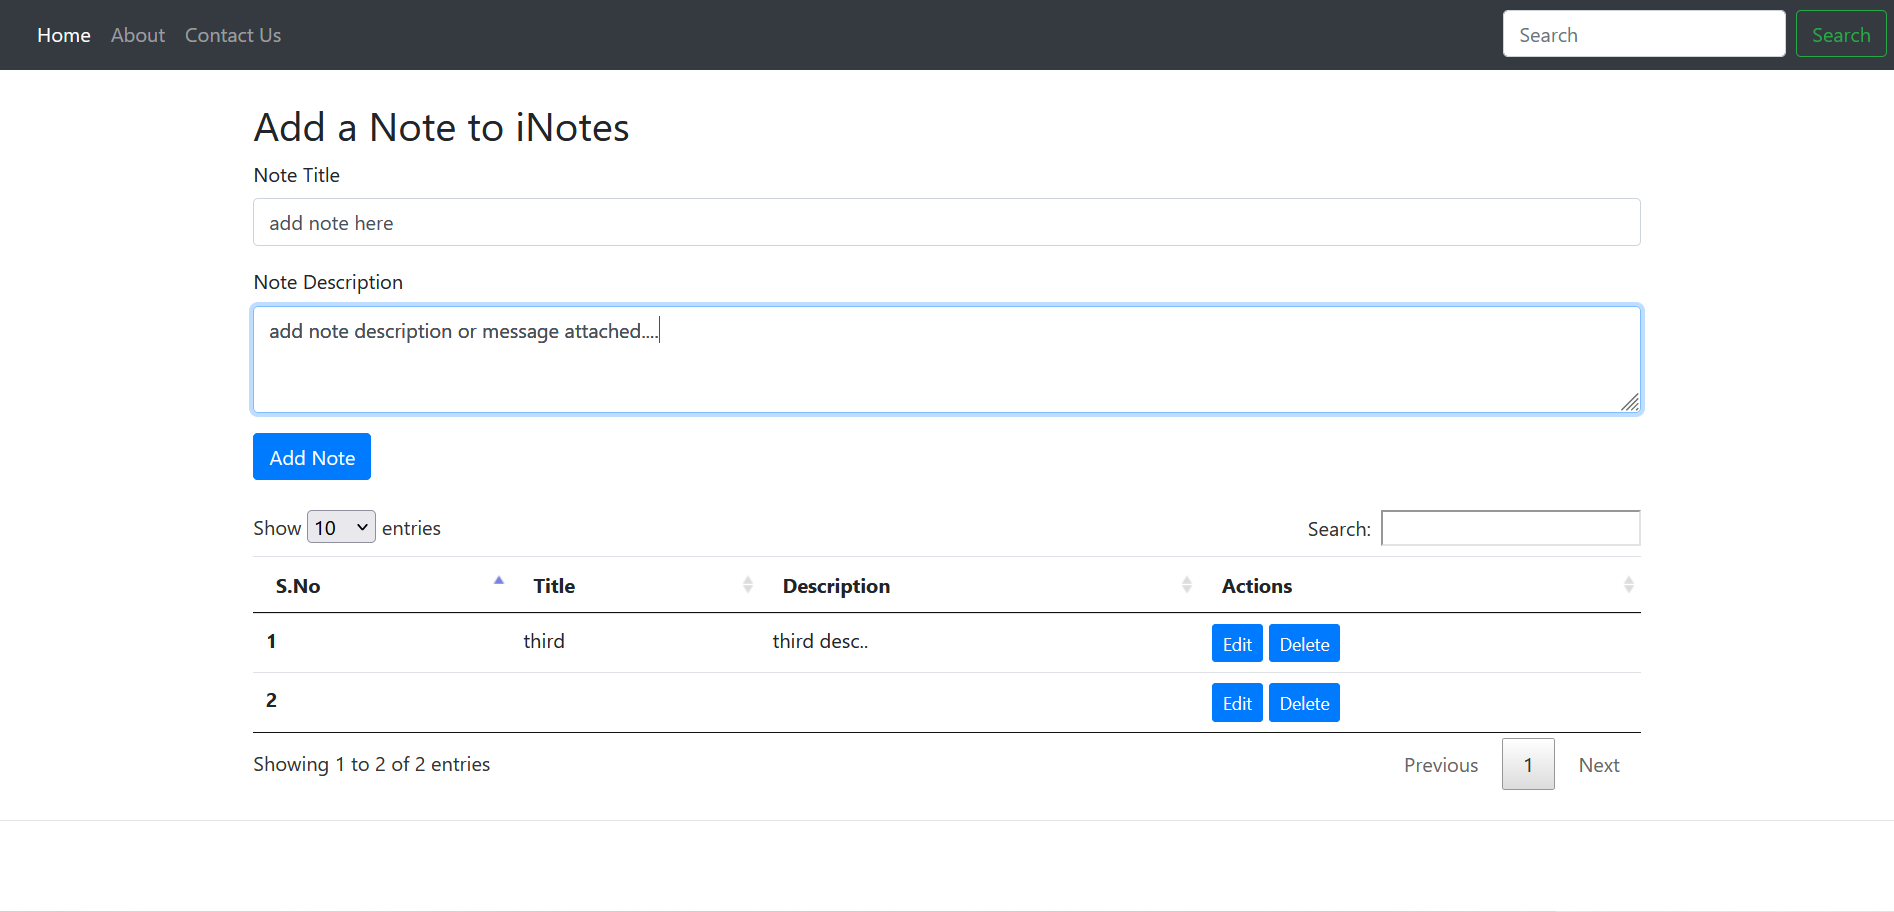 Home About Contact Us Search Search
Add a Note to iNotes
Note Title
add note here
Note Description
add note description or message attached....
Add Note
Show 10 entries Search:
S.No Title Description Actions
1 third third desc.. Edit Delete
2 Edit Delete
Showing 1 to 2 of 2 entries Previous 1 Next